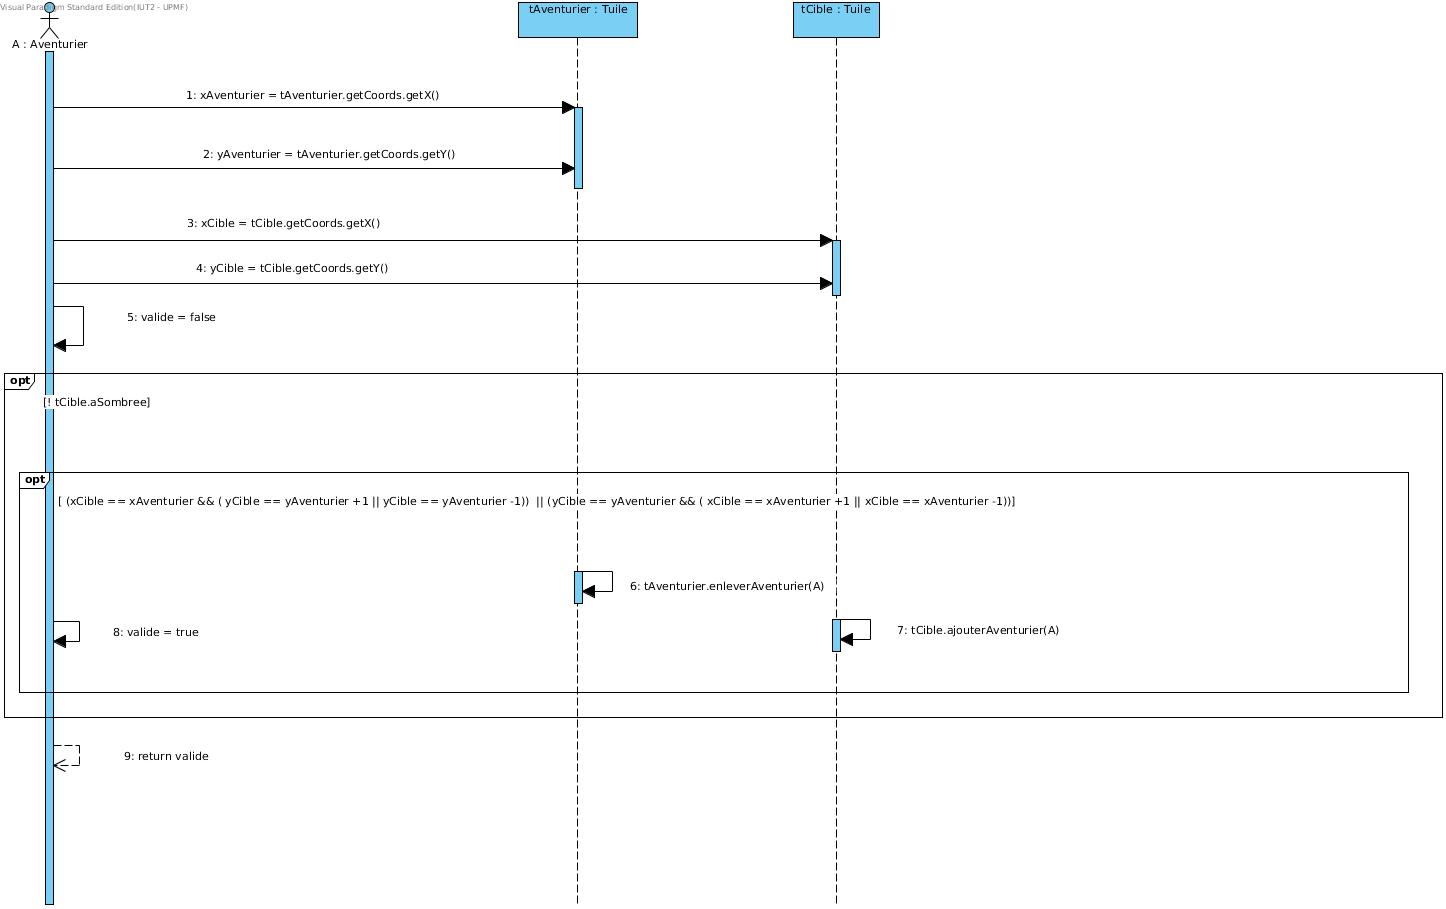 Visual Paradigm Standard Edition(IUT2 - UPMF)
A : Aventurier
tAventurier : Tuile
tCible : Tuile
1: xAventurier = tAventurier.getCoords.getX()
2: yAventurier = tAventurier.getCoords.getY()
3: xCible = tCible.getCoords.getX()
4: yCible = tCible.getCoords.getY()
5: valide = false
opt
[! tCible.aSombree]
opt
[ (xCible == xAventurier && ( yCible == yAventurier +1 || yCible == yAventurier -1))  || (yCible == yAventurier && ( xCible == xAventurier +1 || xCible == xAventurier -1))]
6: tAventurier.enleverAventurier(A)
7: tCible.ajouterAventurier(A)
8: valide = true
9: return valide